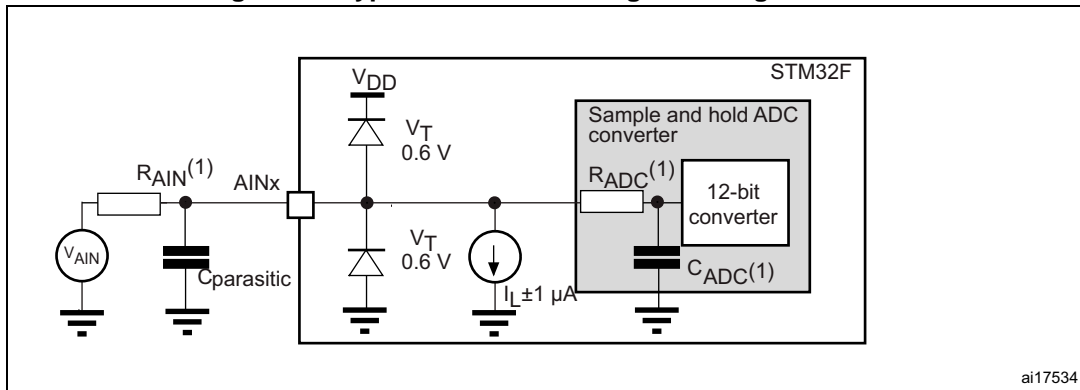 STM32F
VDD
Sample and hold ADC
converter
VT
0.6 V
RAIN(1)
AINx
RADC(1)
12-bit
converter
VAIN
Cparasitic
VT
0.6 V
IL±1 µA
CADC(1)
ai17534